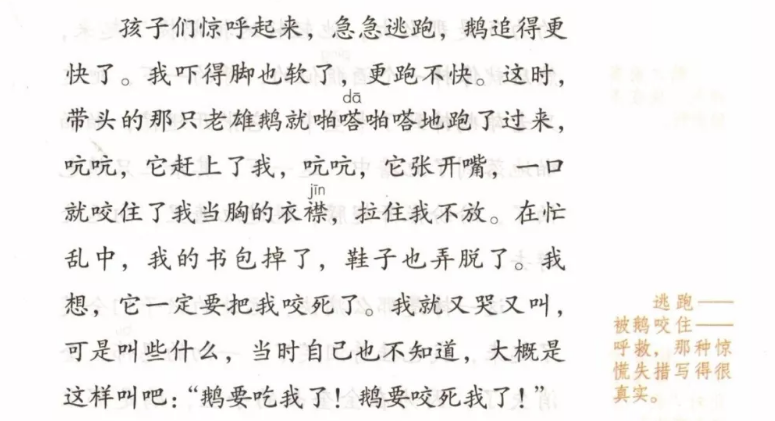 孩子们惊呼起来，急急逃跑，鹅追得更
快了。我吓得脚也软了，更跑不快。这时，
dā
带头的那只老雄鹅就啪嗒啪嗒地跑了过来，
吭吭，它赶上了我，吭吭，它张开嘴，一口
jīn
就咬住了我当胸的衣襟，拉住我不放。在忙
乱中，我的书包掉了，鞋子也弄脱了。我
想，它一定要把我咬死了。我就又哭又叫，
可是叫些什么，当时自己也不知道，大概是
这样叫吧：“鹅要吃我了！鹅要咬死我了！”
逃跑——
被鹅咬住——
呼救，那种惊
慌失措写得很
真实。